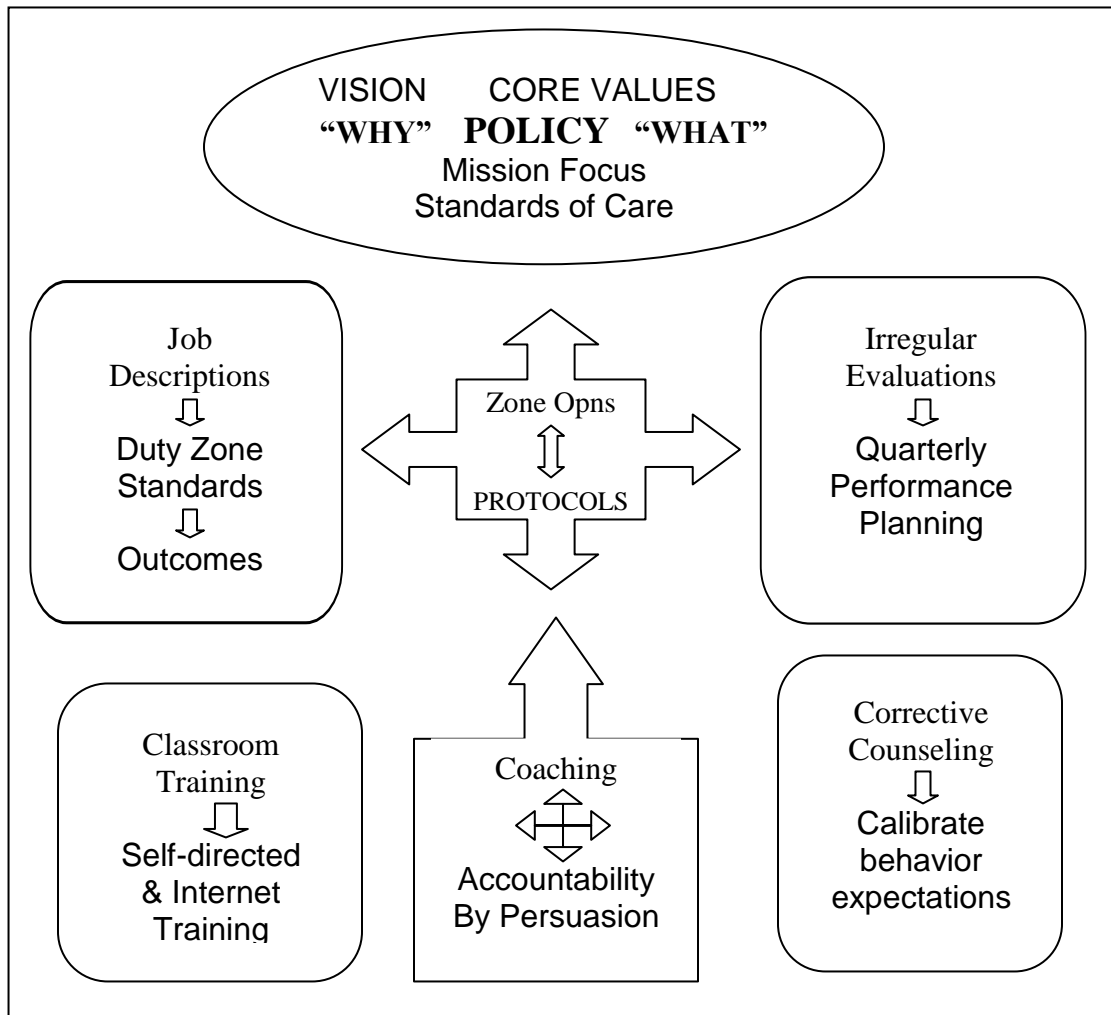 VISION CORE VALUES
“WHY” POLICY “WHAT”
Mission Focus
Standards of Care
Job
Descriptions
Duty Zone
Standards
Outcomes
Zone Opns
PROTOCOLS
Irregular
Evaluations
Quarterly
Performance
Planning
Classroom
Training
Self-directed
& Internet
Training
Coaching
Accountability
By Persuasion
Corrective
Counseling
Calibrate
behavior
expectations